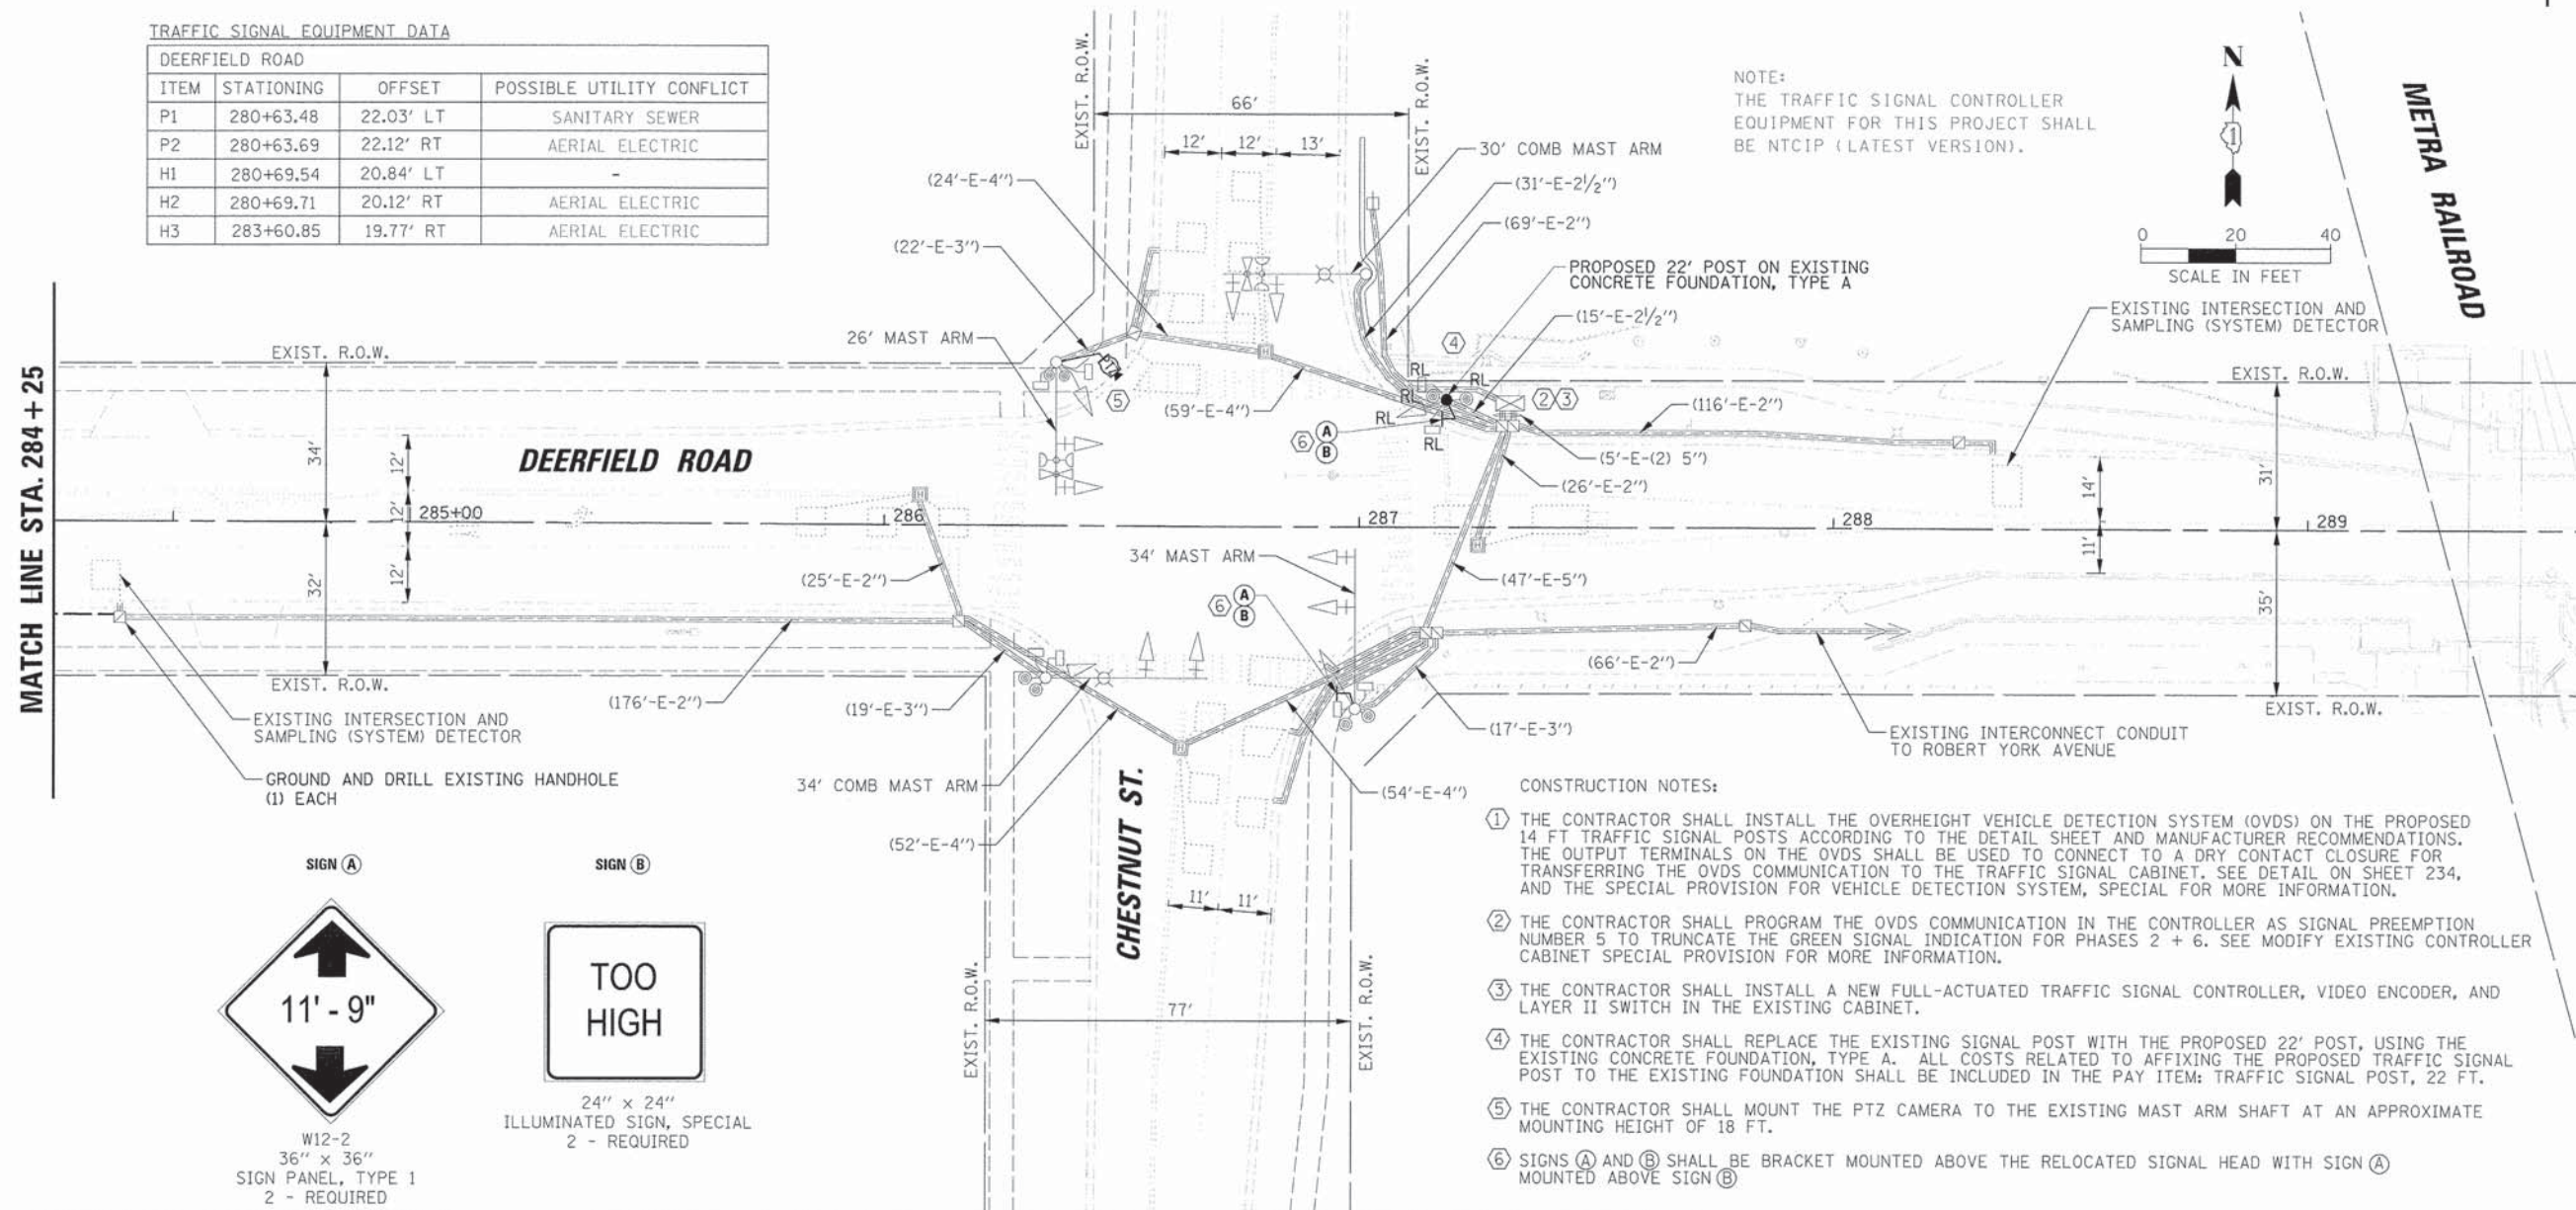 TRAFFIC SIGNAL EQUIPMENT DATA
DEERFIELD ROAD
ITEM STATIONING OFFSET POSSIBLE UTILITY CONFLICT
P1 280+63.48 22.03' LT SANITARY SEWER
P2 280+63.69 22.12' RT AERIAL ELECTRIC
H1 280+69.54 20.84' LT -
H2 280+69.71 20.12' RT AERIAL ELECTRIC
H3 283+60.85 19.77' RT AERIAL ELECTRIC
EXIST. R.O.W.
EXIST. R.O.W.
66'
12' 12' 13'
NOTE:
THE TRAFFIC SIGNAL CONTROLLER
EQUIPMENT FOR THIS PROJECT SHALL
BE NTCIP (LATEST VERSION).
N
1
0 20 40
SCALE IN FEET
METRA RAILROAD
30' COMB MAST ARM
(31'-E-2½")
(69'-E-2")
PROPOSED 22' POST ON EXISTING
CONCRETE FOUNDATION, TYPE A
(15'-E-2½")
EXISTING INTERSECTION AND
SAMPLING (SYSTEM) DETECTOR
(24'-E-4")
(22'-E-3")
26' MAST ARM
(59'-E-4")
5
4
RL
RL
RL
RL
RL
2 3
6 A
B
H
(116'-E-2")
(5'-E-(2) 5")
(26'-E-2")
MATCH LINE STA. 284+25
EXIST. R.O.W.
EXIST. R.O.W.
34'
12'
12'
12'
32'
DEERFIELD ROAD
285+00
286
287
288
289
31'
14'
11'
35'
H
H
(25'-E-2")
34' MAST ARM
6 A
B
(47'-E-5")
EXIST. R.O.W.
EXIST. R.O.W.
(176'-E-2")
(19'-E-3")
(66'-E-2")
(17'-E-3")
H
EXISTING INTERSECTION AND
SAMPLING (SYSTEM) DETECTOR
GROUND AND DRILL EXISTING HANDHOLE
(1) EACH
EXISTING INTERCONNECT CONDUIT
TO ROBERT YORK AVENUE
34' COMB MAST ARM
(54'-E-4")
(52'-E-4")
CHESTNUT ST.
11' 11'
EXIST. R.O.W.
EXIST. R.O.W.
77'
SIGN A
11' - 9"
W12-2
36" x 36"
SIGN PANEL, TYPE 1
2 - REQUIRED
SIGN B
TOO
HIGH
24" x 24"
ILLUMINATED SIGN, SPECIAL
2 - REQUIRED
CONSTRUCTION NOTES:
1 THE CONTRACTOR SHALL INSTALL THE OVERHEIGHT VEHICLE DETECTION SYSTEM (OVDS) ON THE PROPOSED
14 FT TRAFFIC SIGNAL POSTS ACCORDING TO THE DETAIL SHEET AND MANUFACTURER RECOMMENDATIONS.
THE OUTPUT TERMINALS ON THE OVDS SHALL BE USED TO CONNECT TO A DRY CONTACT CLOSURE FOR
TRANSFERRING THE OVDS COMMUNICATION TO THE TRAFFIC SIGNAL CABINET. SEE DETAIL ON SHEET 234,
AND THE SPECIAL PROVISION FOR VEHICLE DETECTION SYSTEM, SPECIAL FOR MORE INFORMATION.
2 THE CONTRACTOR SHALL PROGRAM THE OVDS COMMUNICATION IN THE CONTROLLER AS SIGNAL PREEMPTION
NUMBER 5 TO TRUNCATE THE GREEN SIGNAL INDICATION FOR PHASES 2 + 6. SEE MODIFY EXISTING CONTROLLER
CABINET SPECIAL PROVISION FOR MORE INFORMATION.
3 THE CONTRACTOR SHALL INSTALL A NEW FULL-ACTUATED TRAFFIC SIGNAL CONTROLLER, VIDEO ENCODER, AND
LAYER II SWITCH IN THE EXISTING CABINET.
4 THE CONTRACTOR SHALL REPLACE THE EXISTING SIGNAL POST WITH THE PROPOSED 22' POST, USING THE
EXISTING CONCRETE FOUNDATION, TYPE A. ALL COSTS RELATED TO AFFIXING THE PROPOSED TRAFFIC SIGNAL
POST TO THE EXISTING FOUNDATION SHALL BE INCLUDED IN THE PAY ITEM: TRAFFIC SIGNAL POST, 22 FT.
5 THE CONTRACTOR SHALL MOUNT THE PTZ CAMERA TO THE EXISTING MAST ARM SHAFT AT AN APPROXIMATE
MOUNTING HEIGHT OF 18 FT.
6 SIGNS A AND B SHALL BE BRACKET MOUNTED ABOVE THE RELOCATED SIGNAL HEAD WITH SIGN A
MOUNTED ABOVE SIGN B